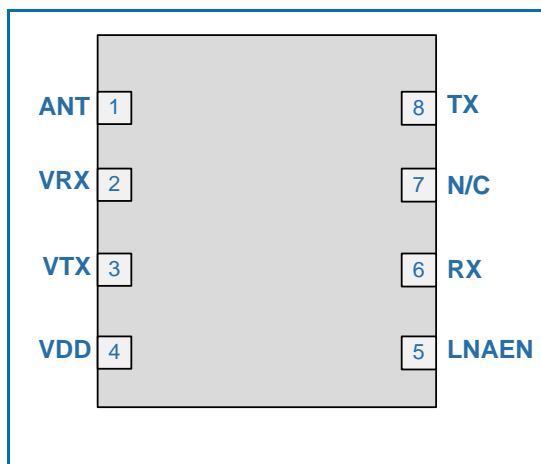 ANT 1 8 TX
VRX 2 7 N/C
VTX 3 6 RX
VDD 4 5 LNAEN